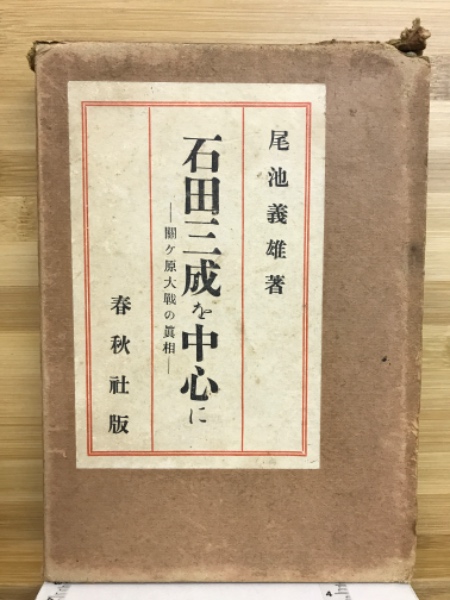 尾池義雄著
石田三成を中心に
―關ケ原大戰の眞相―
春秋社版